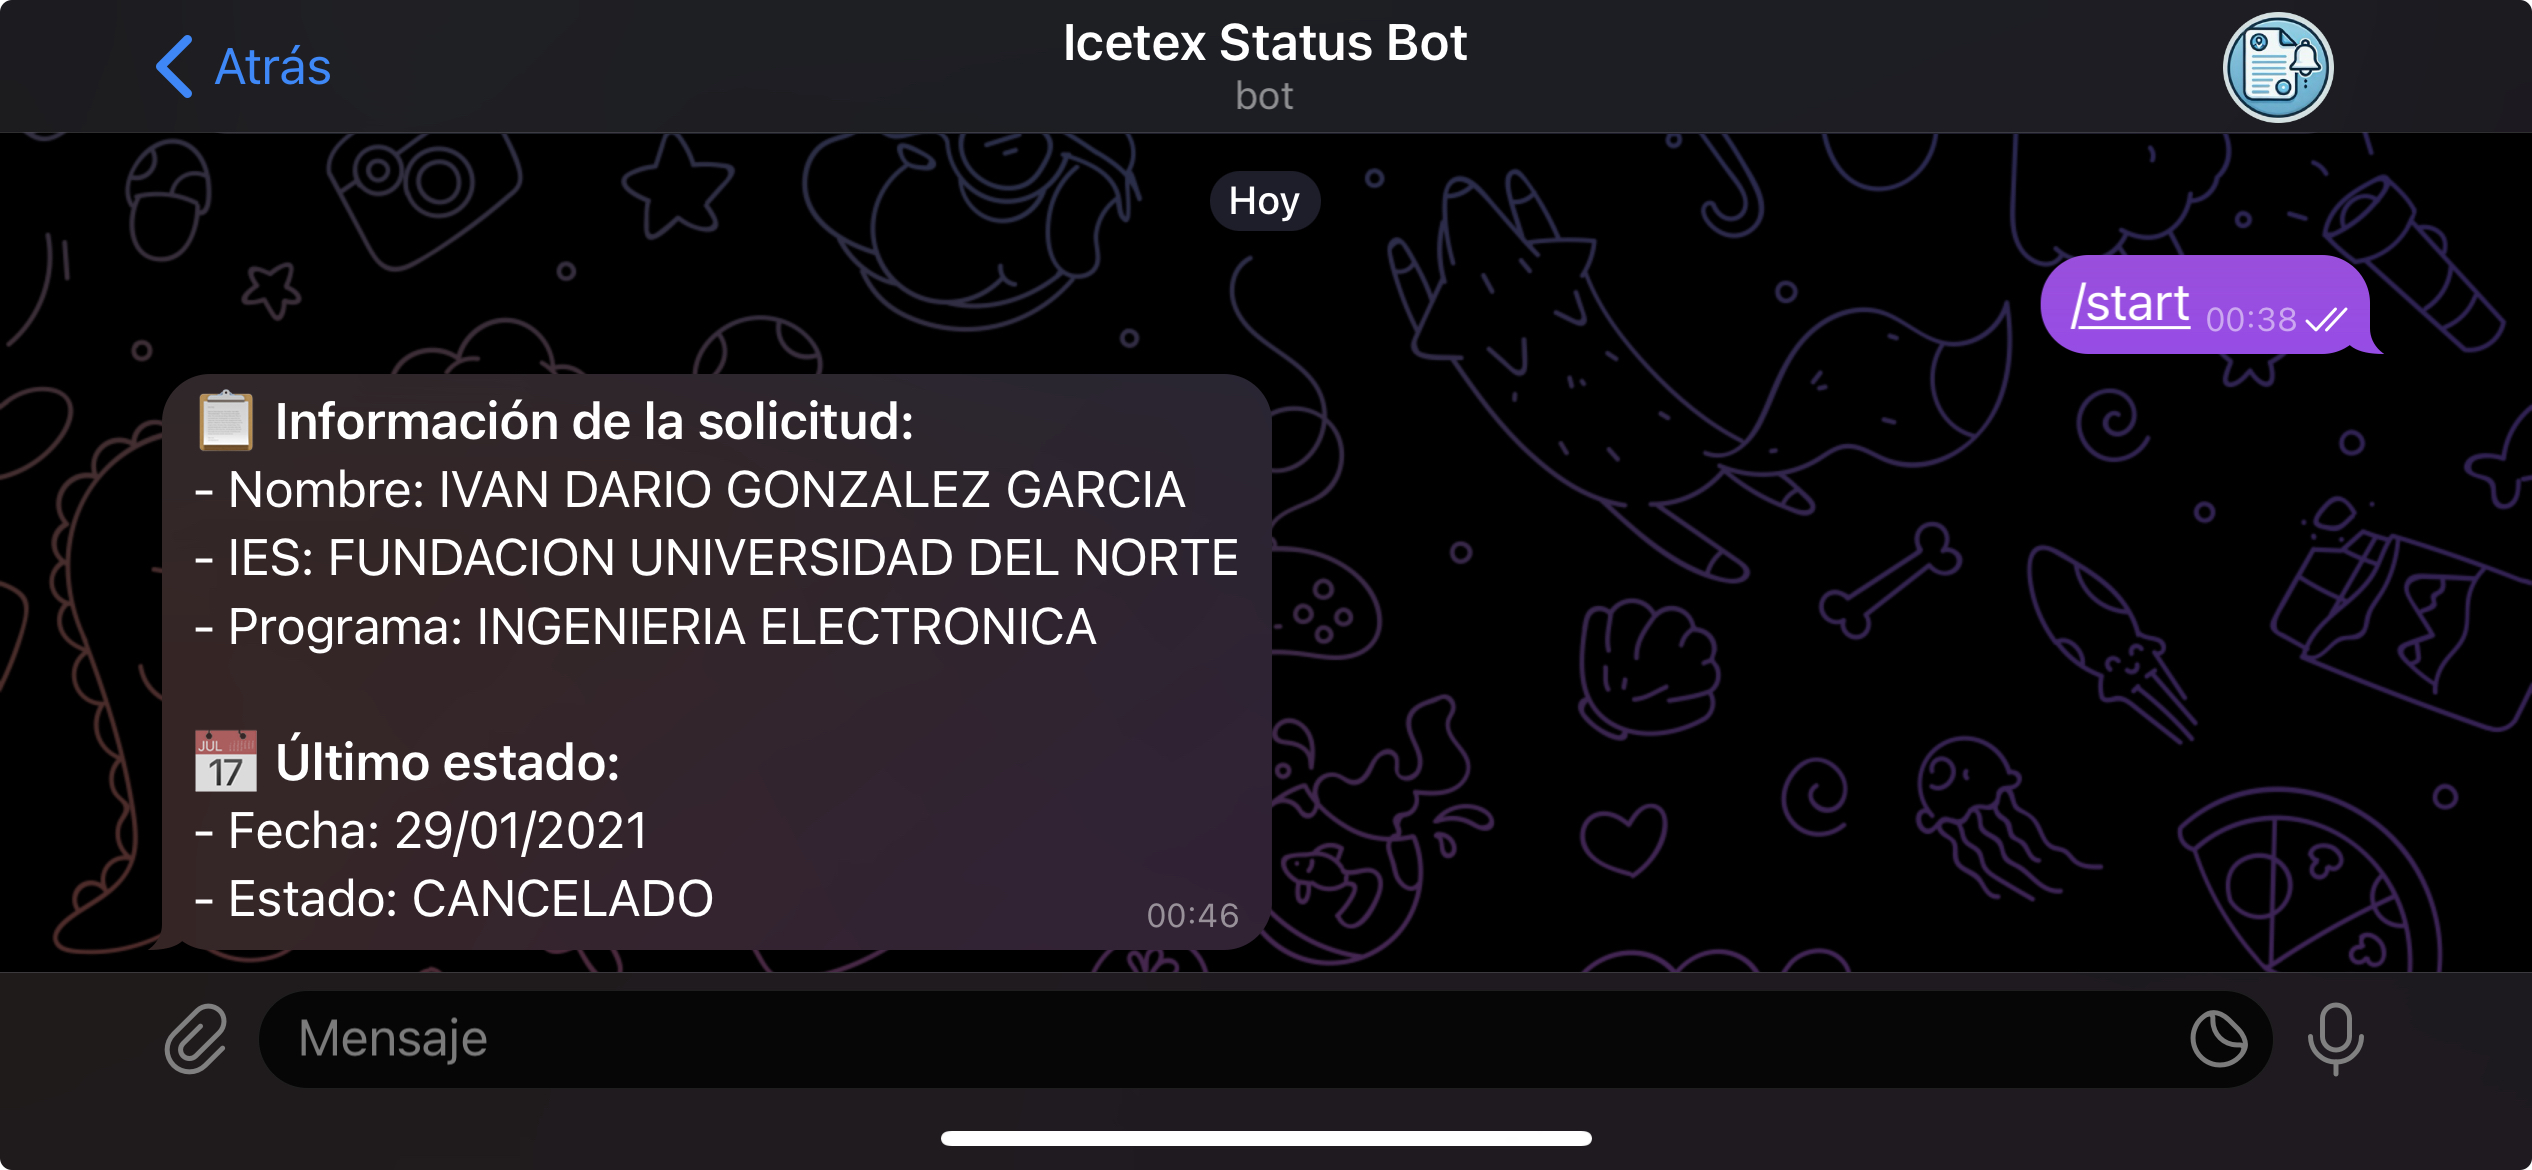 Atrás
Icetex Status Bot
bot
Hoy
/start 00:38
📋 Información de la solicitud:
- Nombre: IVAN DARIO GONZALEZ GARCIA
- IES: FUNDACION UNIVERSIDAD DEL NORTE
- Programa: INGENIERIA ELECTRONICA
📅 Último estado:
- Fecha: 29/01/2021
- Estado: CANCELADO
00:46
Mensaje